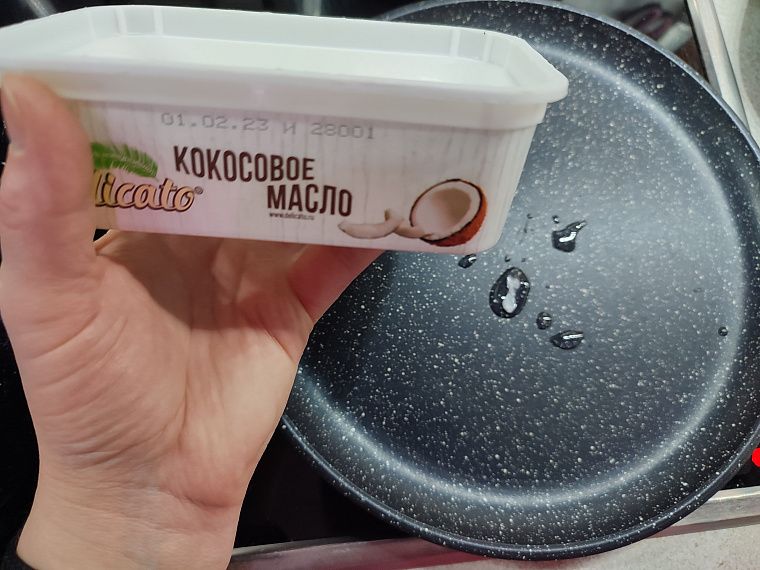 01.02.23 И 28001
КОКОСОВОЕ
МАСЛО
licato®
www.delicato.ru